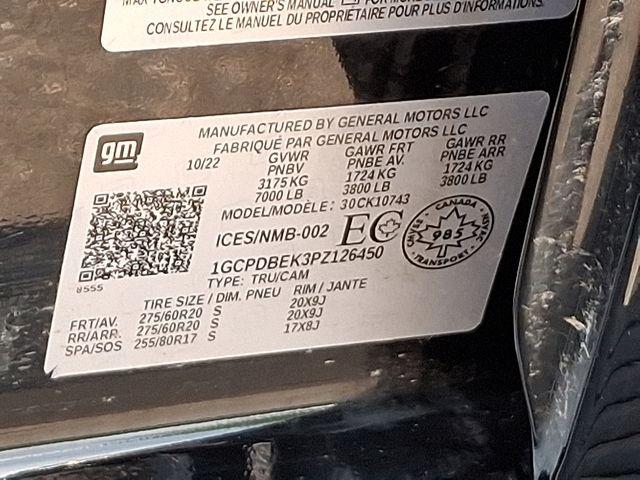 SEE OWNER'S MANUAL
CONSULTEZ LE MANUEL DU PROPRIÉTAIRE POUR PLUS D'INFORMATIONS.
gm
MANUFACTURED BY GENERAL MOTORS LLC
FABRIQUÉ PAR GENERAL MOTORS LLC
10/22 GVWR GAWR FRT GAWR RR
PNBV PNBE AV. PNBE ARR
3175 KG 1724 KG 1724 KG
7000 LB 3800 LB 3800 LB
MODEL/MODÈLE: 30CK10743
ICES/NMB-002 EC
CANADA
985
TRANSPORT
1GCPDBEK3PZ126450
8555 TYPE: TRU/CAM
TIRE SIZE / DIM. PNEU RIM / JANTE
FRT/AV. 275/60R20 S 20X9J
RR/ARR. 275/60R20 S 20X9J
SPA/SOS 255/80R17 S 17X8J